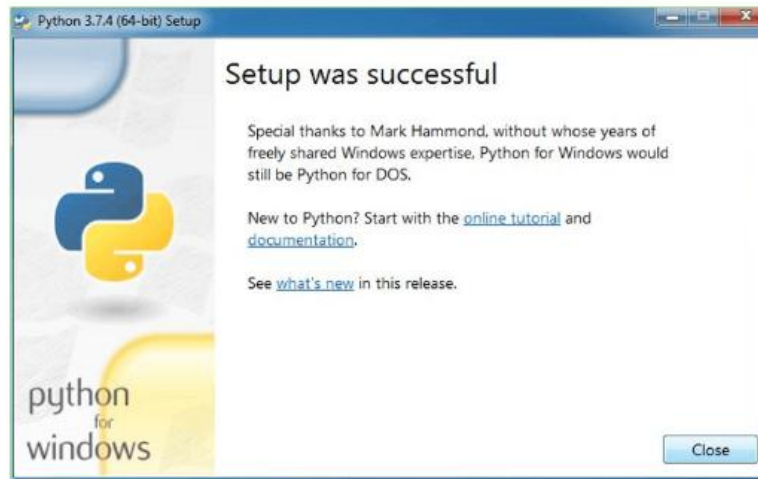 Python 3.7.4 (64-bit) Setup
Setup was successful
Special thanks to Mark Hammond, without whose years of
freely shared Windows expertise, Python for Windows would
still be Python for DOS.
New to Python? Start with the online tutorial and
documentation.
See what's new in this release.
python
for
windows
Close